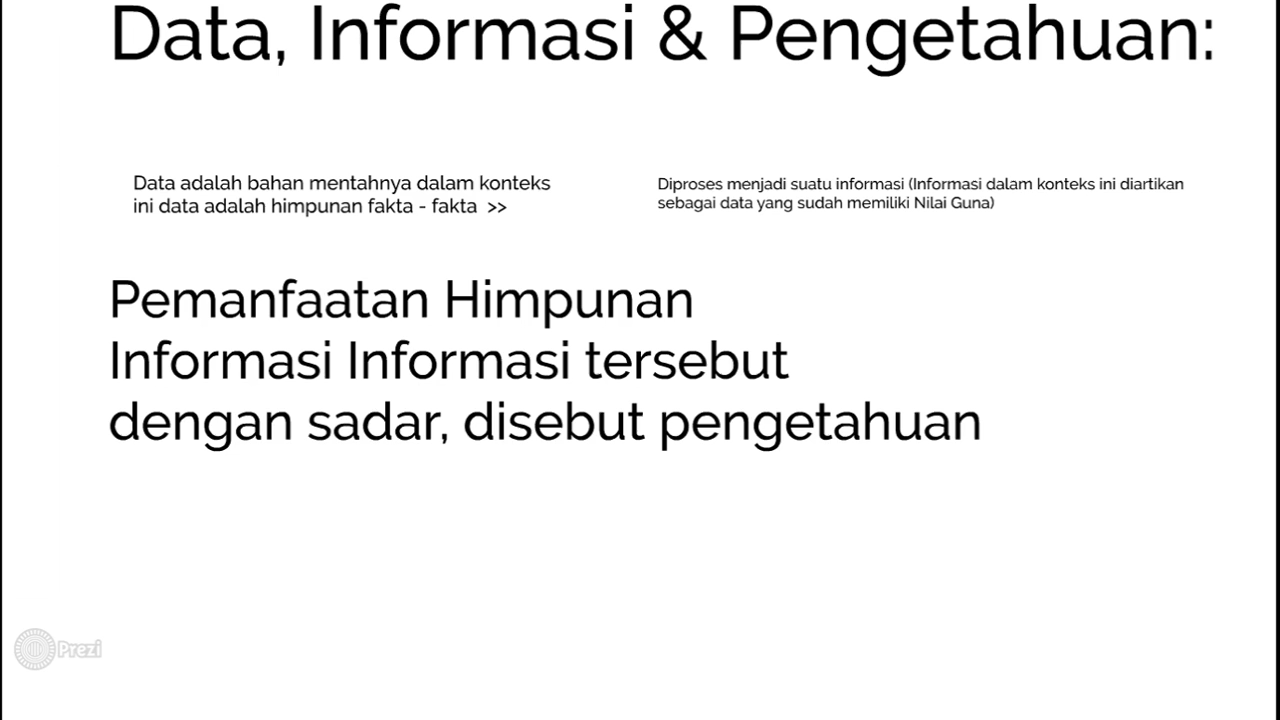 Data, Informasi & Pengetahuan:
Data adalah bahan mentahnya dalam konteks
ini data adalah himpunan fakta - fakta >>
Diproses menjadi suatu informasi (Informasi dalam konteks ini diartikan
sebagai data yang sudah memiliki Nilai Guna)
Pemanfaatan Himpunan
Informasi Informasi tersebut
dengan sadar, disebut pengetahuan
Prezi